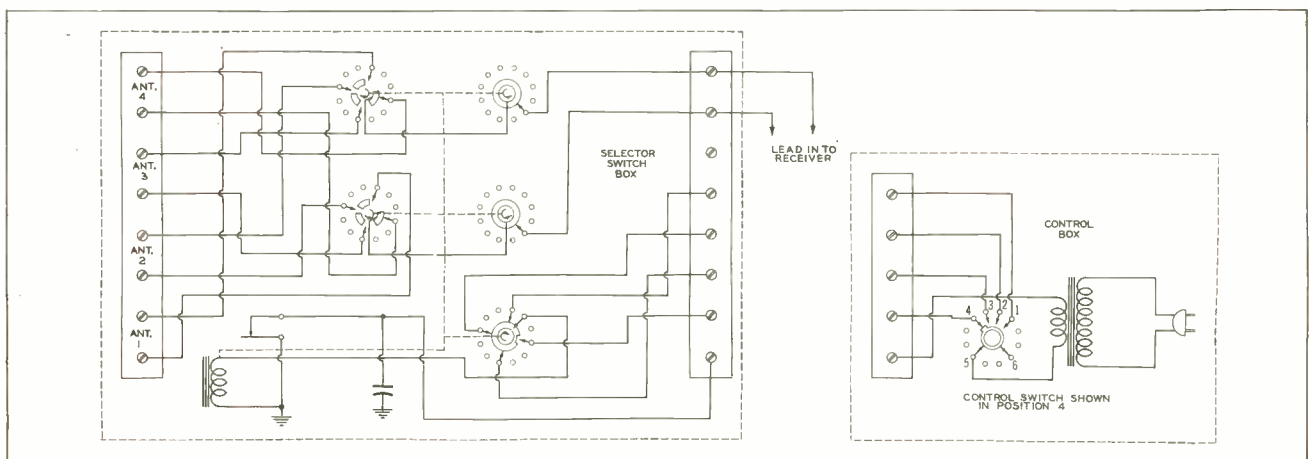 ANT.
4
ANT.
3
ANT.
2
ANT.
1
SELECTOR
SWITCH
BOX
LEAD IN TO
RECEIVER
CONTROL
BOX
4 3 2 1
5 6
CONTROL SWITCH SHOWN
IN POSITION 4